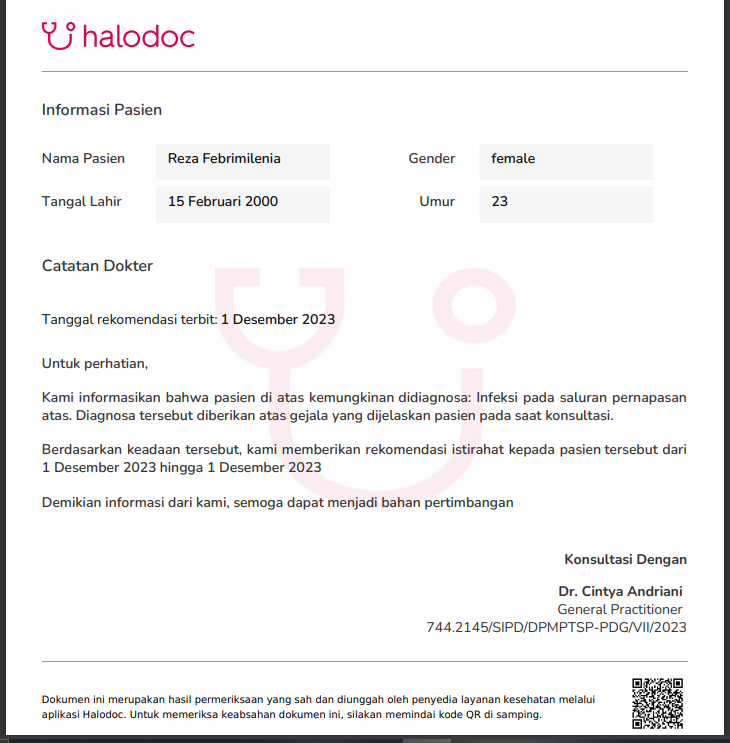 halodoc
Informasi Pasien
Nama Pasien Reza Febrimilenia Gender female
Tangal Lahir 15 Februari 2000 Umur 23
Catatan Dokter
Tanggal rekomendasi terbit: 1 Desember 2023
Untuk perhatian,
Kami informasikan bahwa pasien di atas kemungkinan didiagnosa: Infeksi pada saluran pernapasan
atas. Diagnosa tersebut diberikan atas gejala yang dijelaskan pasien pada saat konsultasi.
Berdasarkan keadaan tersebut, kami memberikan rekomendasi istirahat kepada pasien tersebut dari
1 Desember 2023 hingga 1 Desember 2023
Demikian informasi dari kami, semoga dapat menjadi bahan pertimbangan
Konsultasi Dengan
Dr. Cintya Andriani
General Practitioner
744.2145/SIPD/DPMPTSP-PDG/VII/2023
Dokumen ini merupakan hasil permeriksaan yang sah dan diunggah oleh penyedia layanan kesehatan melalui
aplikasi Halodoc. Untuk memeriksa keabsahan dokumen ini, silakan memindai kode QR di samping.